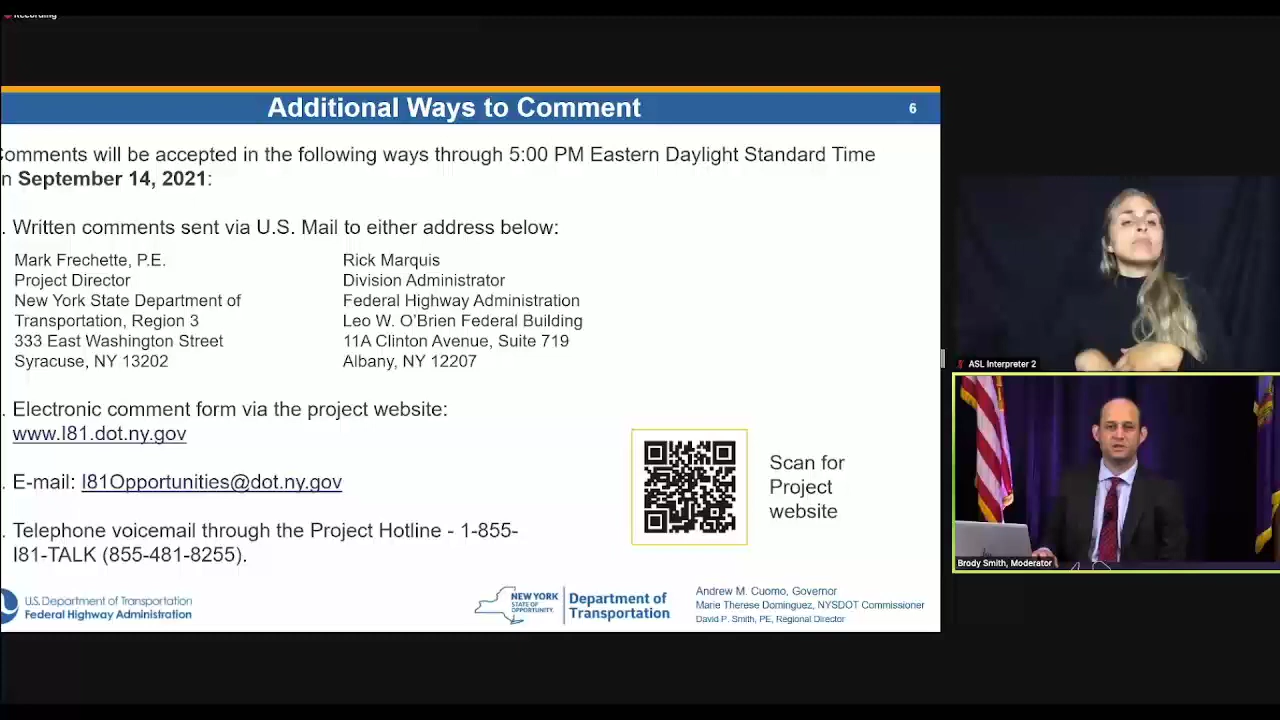 Recording
Additional Ways to Comment
6
omments will be accepted in the following ways through 5:00 PM Eastern Daylight Standard Time
n September 14, 2021:
. Written comments sent via U.S. Mail to either address below:
Mark Frechette, P.E.
Project Director
New York State Department of
Transportation, Region 3
333 East Washington Street
Syracuse, NY 13202
Rick Marquis
Division Administrator
Federal Highway Administration
Leo W. O'Brien Federal Building
11A Clinton Avenue, Suite 719
Albany, NY 12207
. Electronic comment form via the project website:
www.I81.dot.ny.gov
. E-mail: I81Opportunities@dot.ny.gov
. Telephone voicemail through the Project Hotline - 1-855-
I81-TALK (855-481-8255).
Scan for
Project
website
U.S. Department of Transportation
Federal Highway Administration
NEW YORK
STATE OF
OPPORTUNITY.
Department of
Transportation
Andrew M. Cuomo, Governor
Marie Therese Dominguez, NYSDOT Commissioner
David P. Smith, PE, Regional Director
ASL Interpreter 2
Brody Smith, Moderator